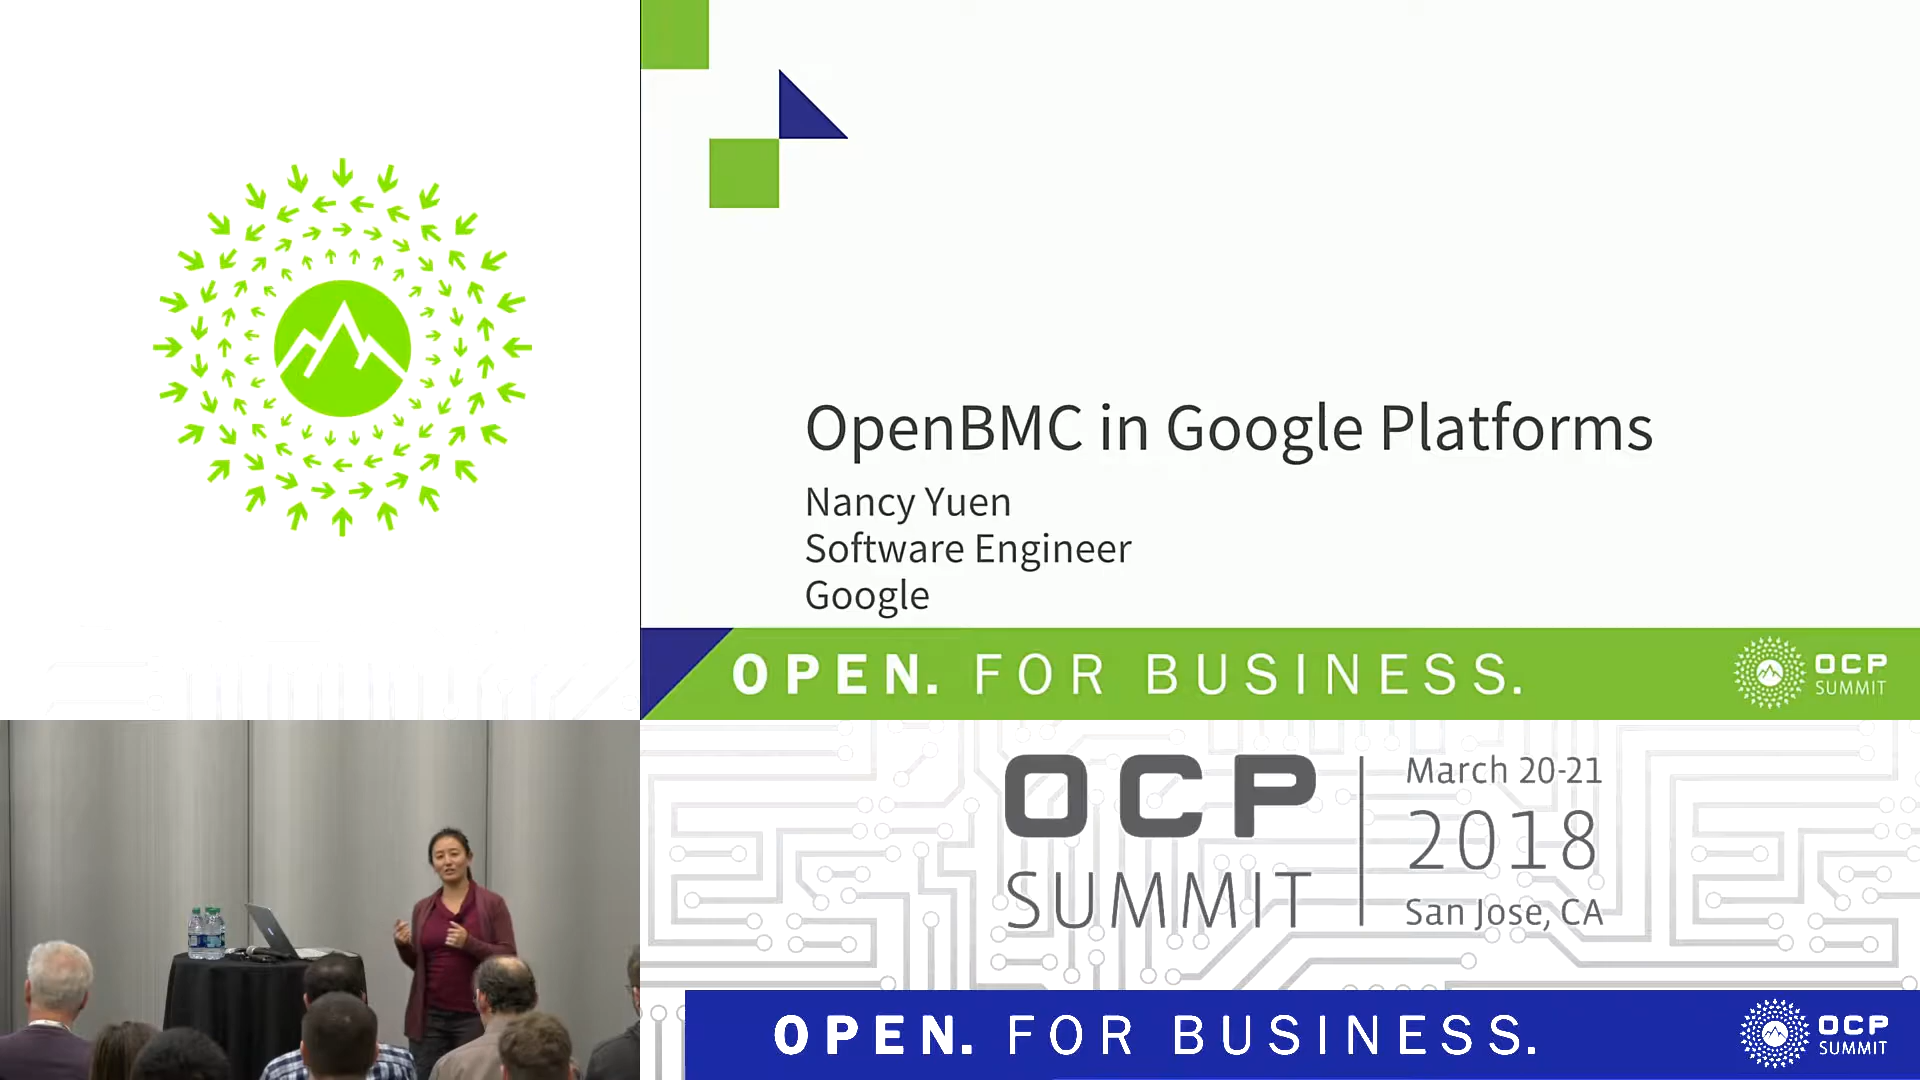 OpenBMC in Google Platforms
Nancy Yuen
Software Engineer
Google
OPEN. FOR BUSINESS.
OCP
SUMMIT
OCP
SUMMIT
March 20-21
2018
San Jose, CA
OPEN. FOR BUSINESS.
OCP
SUMMIT